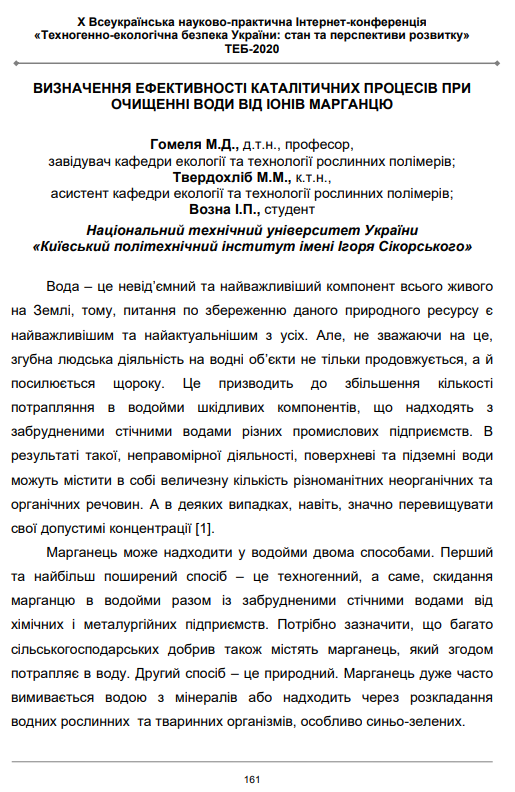 Х Всеукраїнська науково-практична Інтернет-конференція
«Техногенно-екологічна безпека України: стан та перспективи розвитку»
ТЕБ-2020
ВИЗНАЧЕННЯ ЕФЕКТИВНОСТІ КАТАЛІТИЧНИХ ПРОЦЕСІВ ПРИ
ОЧИЩЕННІ ВОДИ ВІД ІОНІВ МАРГАНЦЮ
Гомеля М.Д., д.т.н., професор,
завідувач кафедри екології та технології рослинних полімерів;
Твердохліб М.М., к.т.н.,
асистент кафедри екології та технології рослинних полімерів;
Возна І.П., студент
Національний технічний університет України
«Київський політехнічний інститут імені Ігоря Сікорського»
Вода – це невід’ємний та найважливіший компонент всього живого
на Землі, тому, питання по збереженню даного природного ресурсу є
найважливішим та найактуальнішим з усіх. Але, не зважаючи на це,
згубна людська діяльність на водні об’єкти не тільки продовжується, а й
посилюється щороку. Це призводить до збільшення кількості
потрапляння в водойми шкідливих компонентів, що надходять з
забрудненими стічними водами різних промислових підприємств. В
результаті такої, неправомірної діяльності, поверхневі та підземні води
можуть містити в собі величезну кількість різноманітних неорганічних та
органічних речовин. А в деяких випадках, навіть, значно перевищувати
свої допустимі концентрації [1].
Марганець може надходити у водойми двома способами. Перший
та найбільш поширений спосіб – це техногенний, а саме, скидання
марганцю в водойми разом із забрудненими стічними водами від
хімічних і металургійних підприємств. Потрібно зазначити, що багато
сільськогосподарських добрив також містять марганець, який згодом
потрапляє в воду. Другий спосіб – це природний. Марганець дуже часто
вимивається водою з мінералів або надходить через розкладання
водних рослинних та тваринних організмів, особливо синьо-зелених.
161